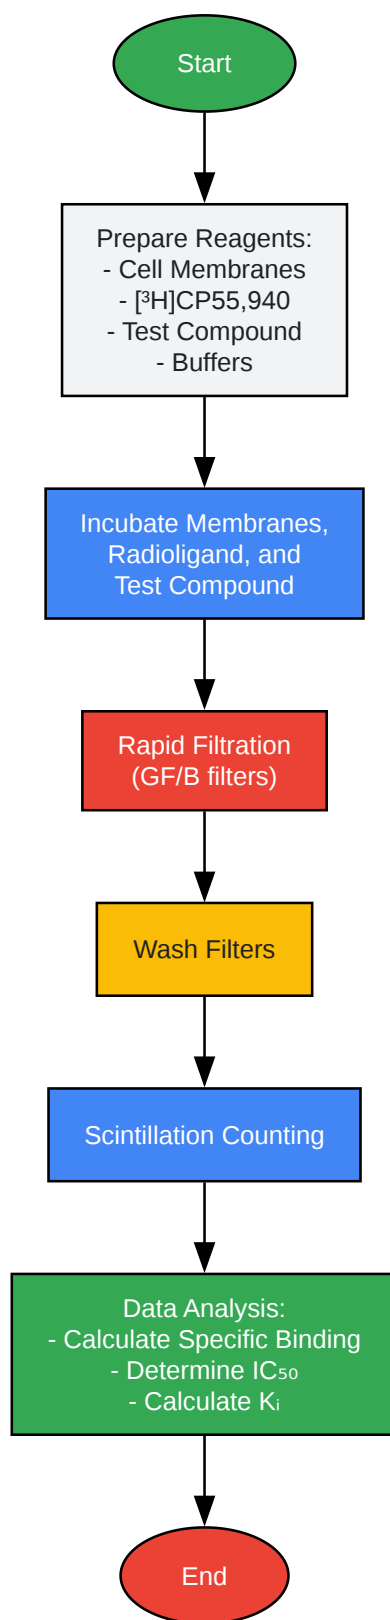 Start
Prepare Reagents:
- Cell Membranes
- [³H]CP55,940
- Test Compound
- Buffers
Incubate Membranes,
Radioligand, and
Test Compound
Rapid Filtration
(GF/B filters)
Wash Filters
Scintillation Counting
Data Analysis:
- Calculate Specific Binding
- Determine IC₅₀
- Calculate Kᵢ
End